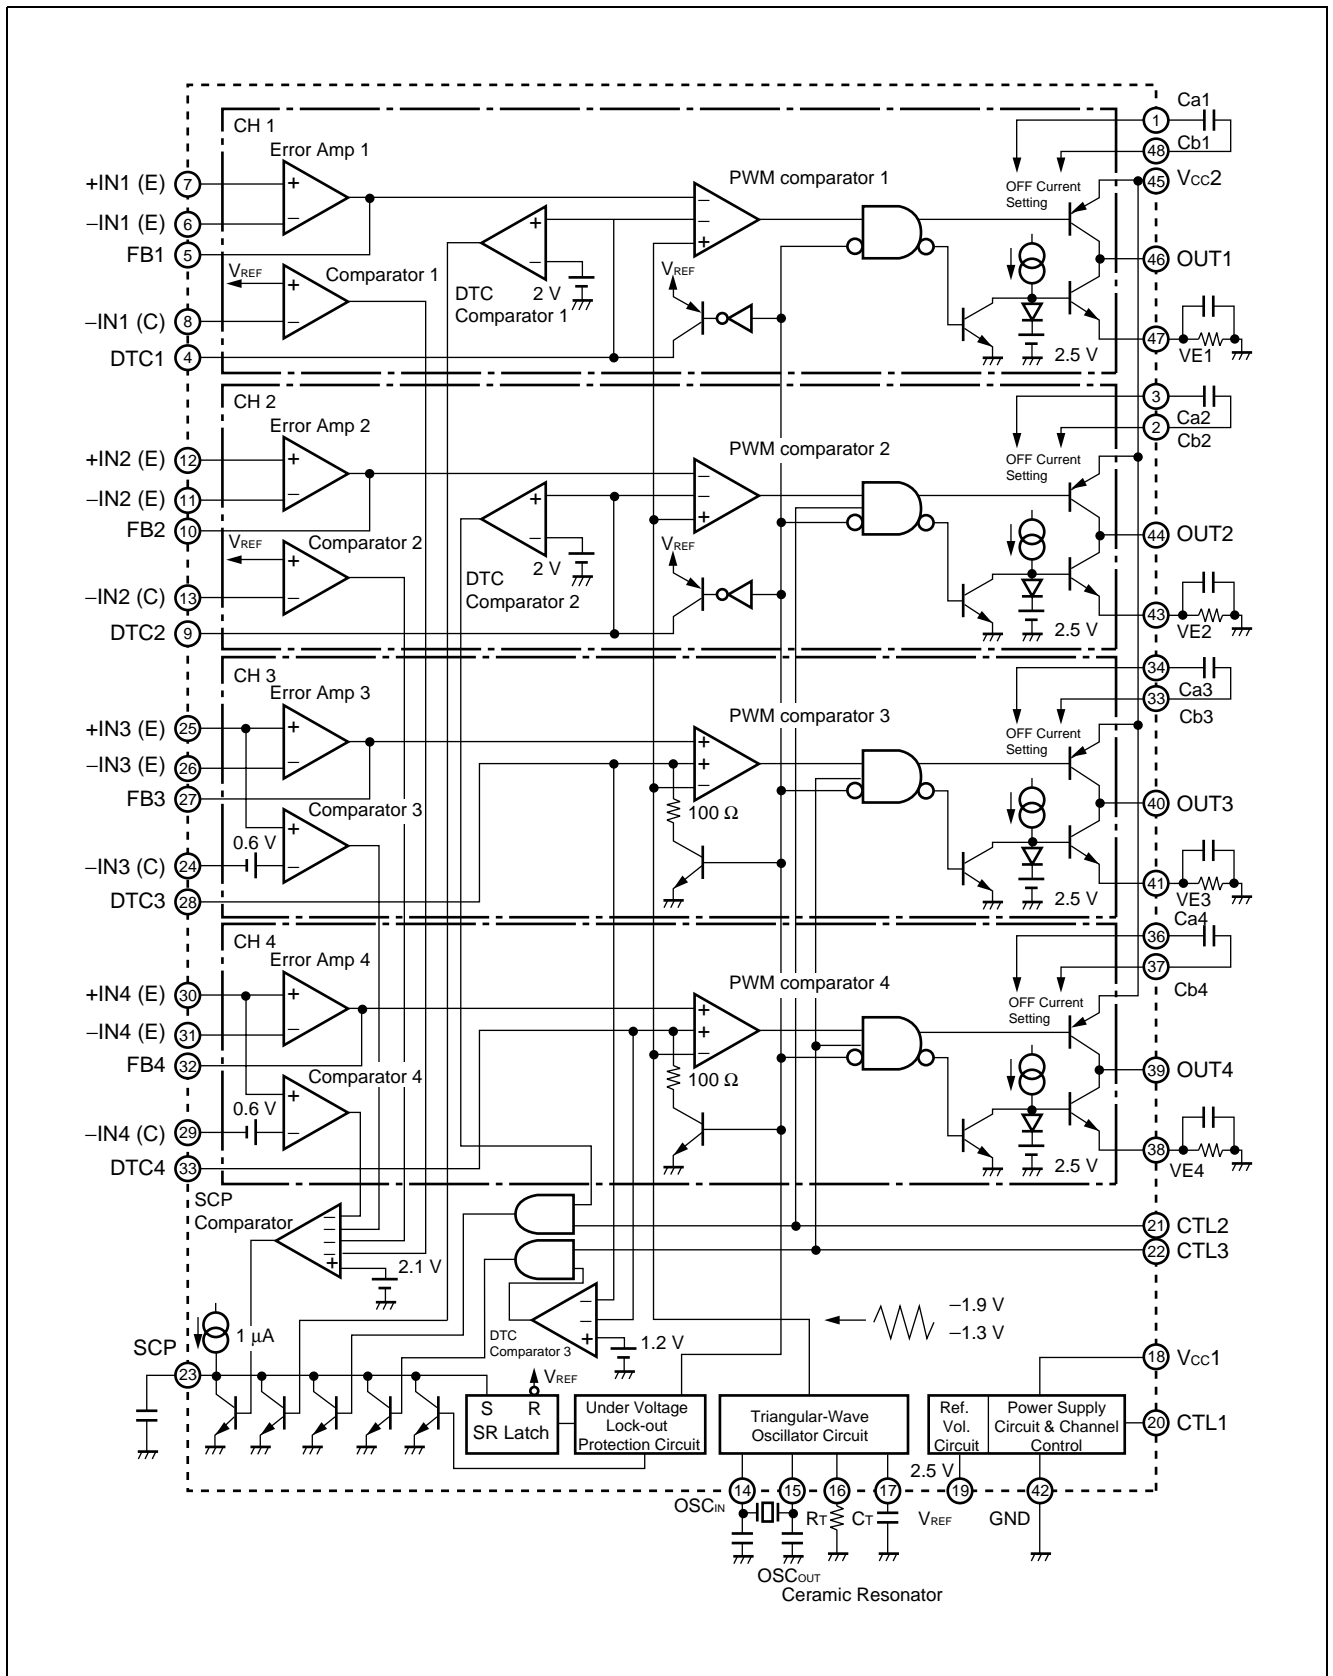 CH 1
Error Amp 1
+
−
+IN1 (E)
7
−IN1 (E)
6
FB1
5
VREF
Comparator 1
+
−
−IN1 (C)
8
DTC1
4
+
−
DTC
Comparator 1
2 V
PWM comparator 1
−
−
+
VREF
OFF Current
Setting
2.5 V
1
Ca1
48
Cb1
45
VCC2
46
OUT1
47
VE1
CH 2
Error Amp 2
+
−
+IN2 (E)
12
−IN2 (E)
11
FB2
10
VREF
Comparator 2
+
−
−IN2 (C)
13
DTC2
9
+
−
DTC
Comparator 2
2 V
PWM comparator 2
−
−
+
VREF
OFF Current
Setting
2.5 V
3
Ca2
2
Cb2
44
OUT2
43
VE2
CH 3
Error Amp 3
+
−
+IN3 (E)
25
−IN3 (E)
26
FB3
27
Comparator 3
+
−
0.6 V
−IN3 (C)
24
DTC3
28
PWM comparator 3
+
+
−
100 Ω
OFF Current
Setting
2.5 V
34
Ca3
33
Cb3
40
OUT3
41
VE3
CH 4
Error Amp 4
+
−
+IN4 (E)
30
−IN4 (E)
31
FB4
32
Comparator 4
+
−
0.6 V
−IN4 (C)
29
DTC4
33
PWM comparator 4
+
+
−
100 Ω
OFF Current
Setting
2.5 V
Ca4
36
37
Cb4
39
OUT4
38
VE4
SCP
Comparator
−
−
−
−
+
2.1 V
21
CTL2
22
CTL3
−
−
+
DTC
Comparator 3
1.2 V
−1.9 V
−1.3 V
1 µA
SCP
23
VREF
S R
SR Latch
Under Voltage
Lock-out
Protection Circuit
Triangular-Wave
Oscillator Circuit
Ref.
Vol.
Circuit
Power Supply
Circuit & Channel
Control
18
VCC1
20
CTL1
2.5 V
14
15
16
17
19
42
OSCIN
RT
CT
VREF
GND
OSCOUT
Ceramic Resonator